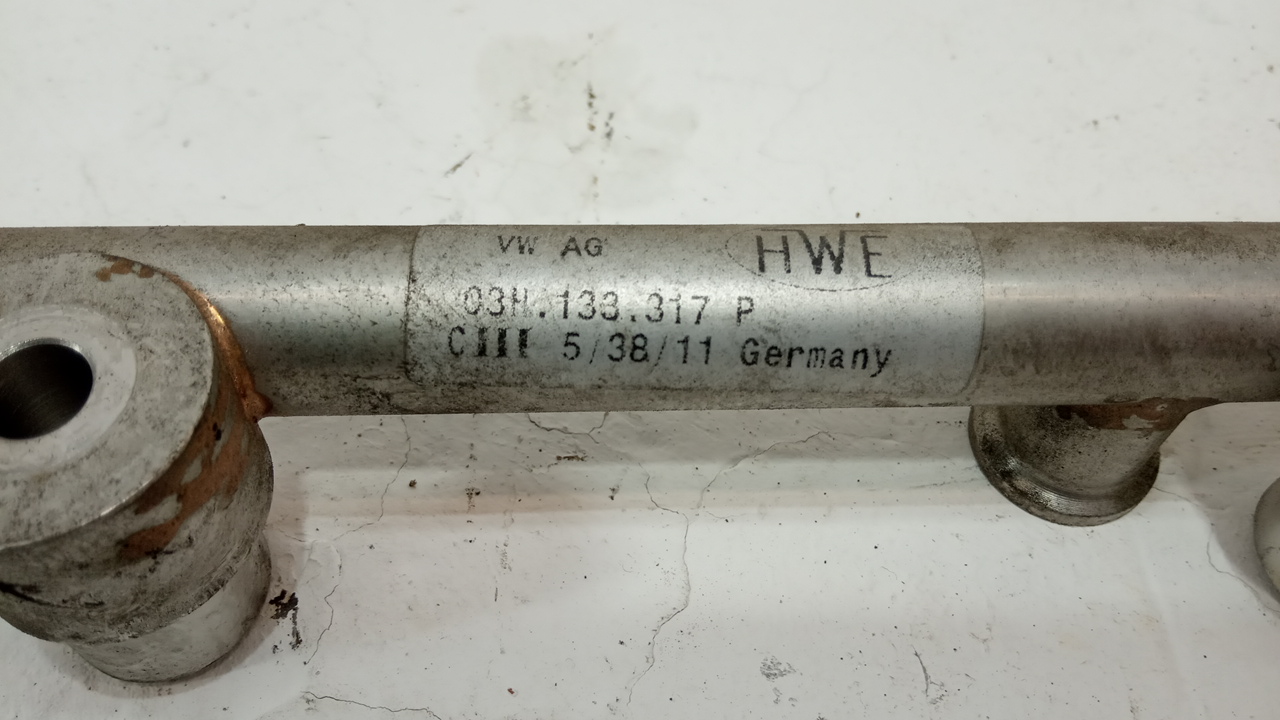 VW AG HWE
03H.133.317 P
CIII 5/38/11 Germany